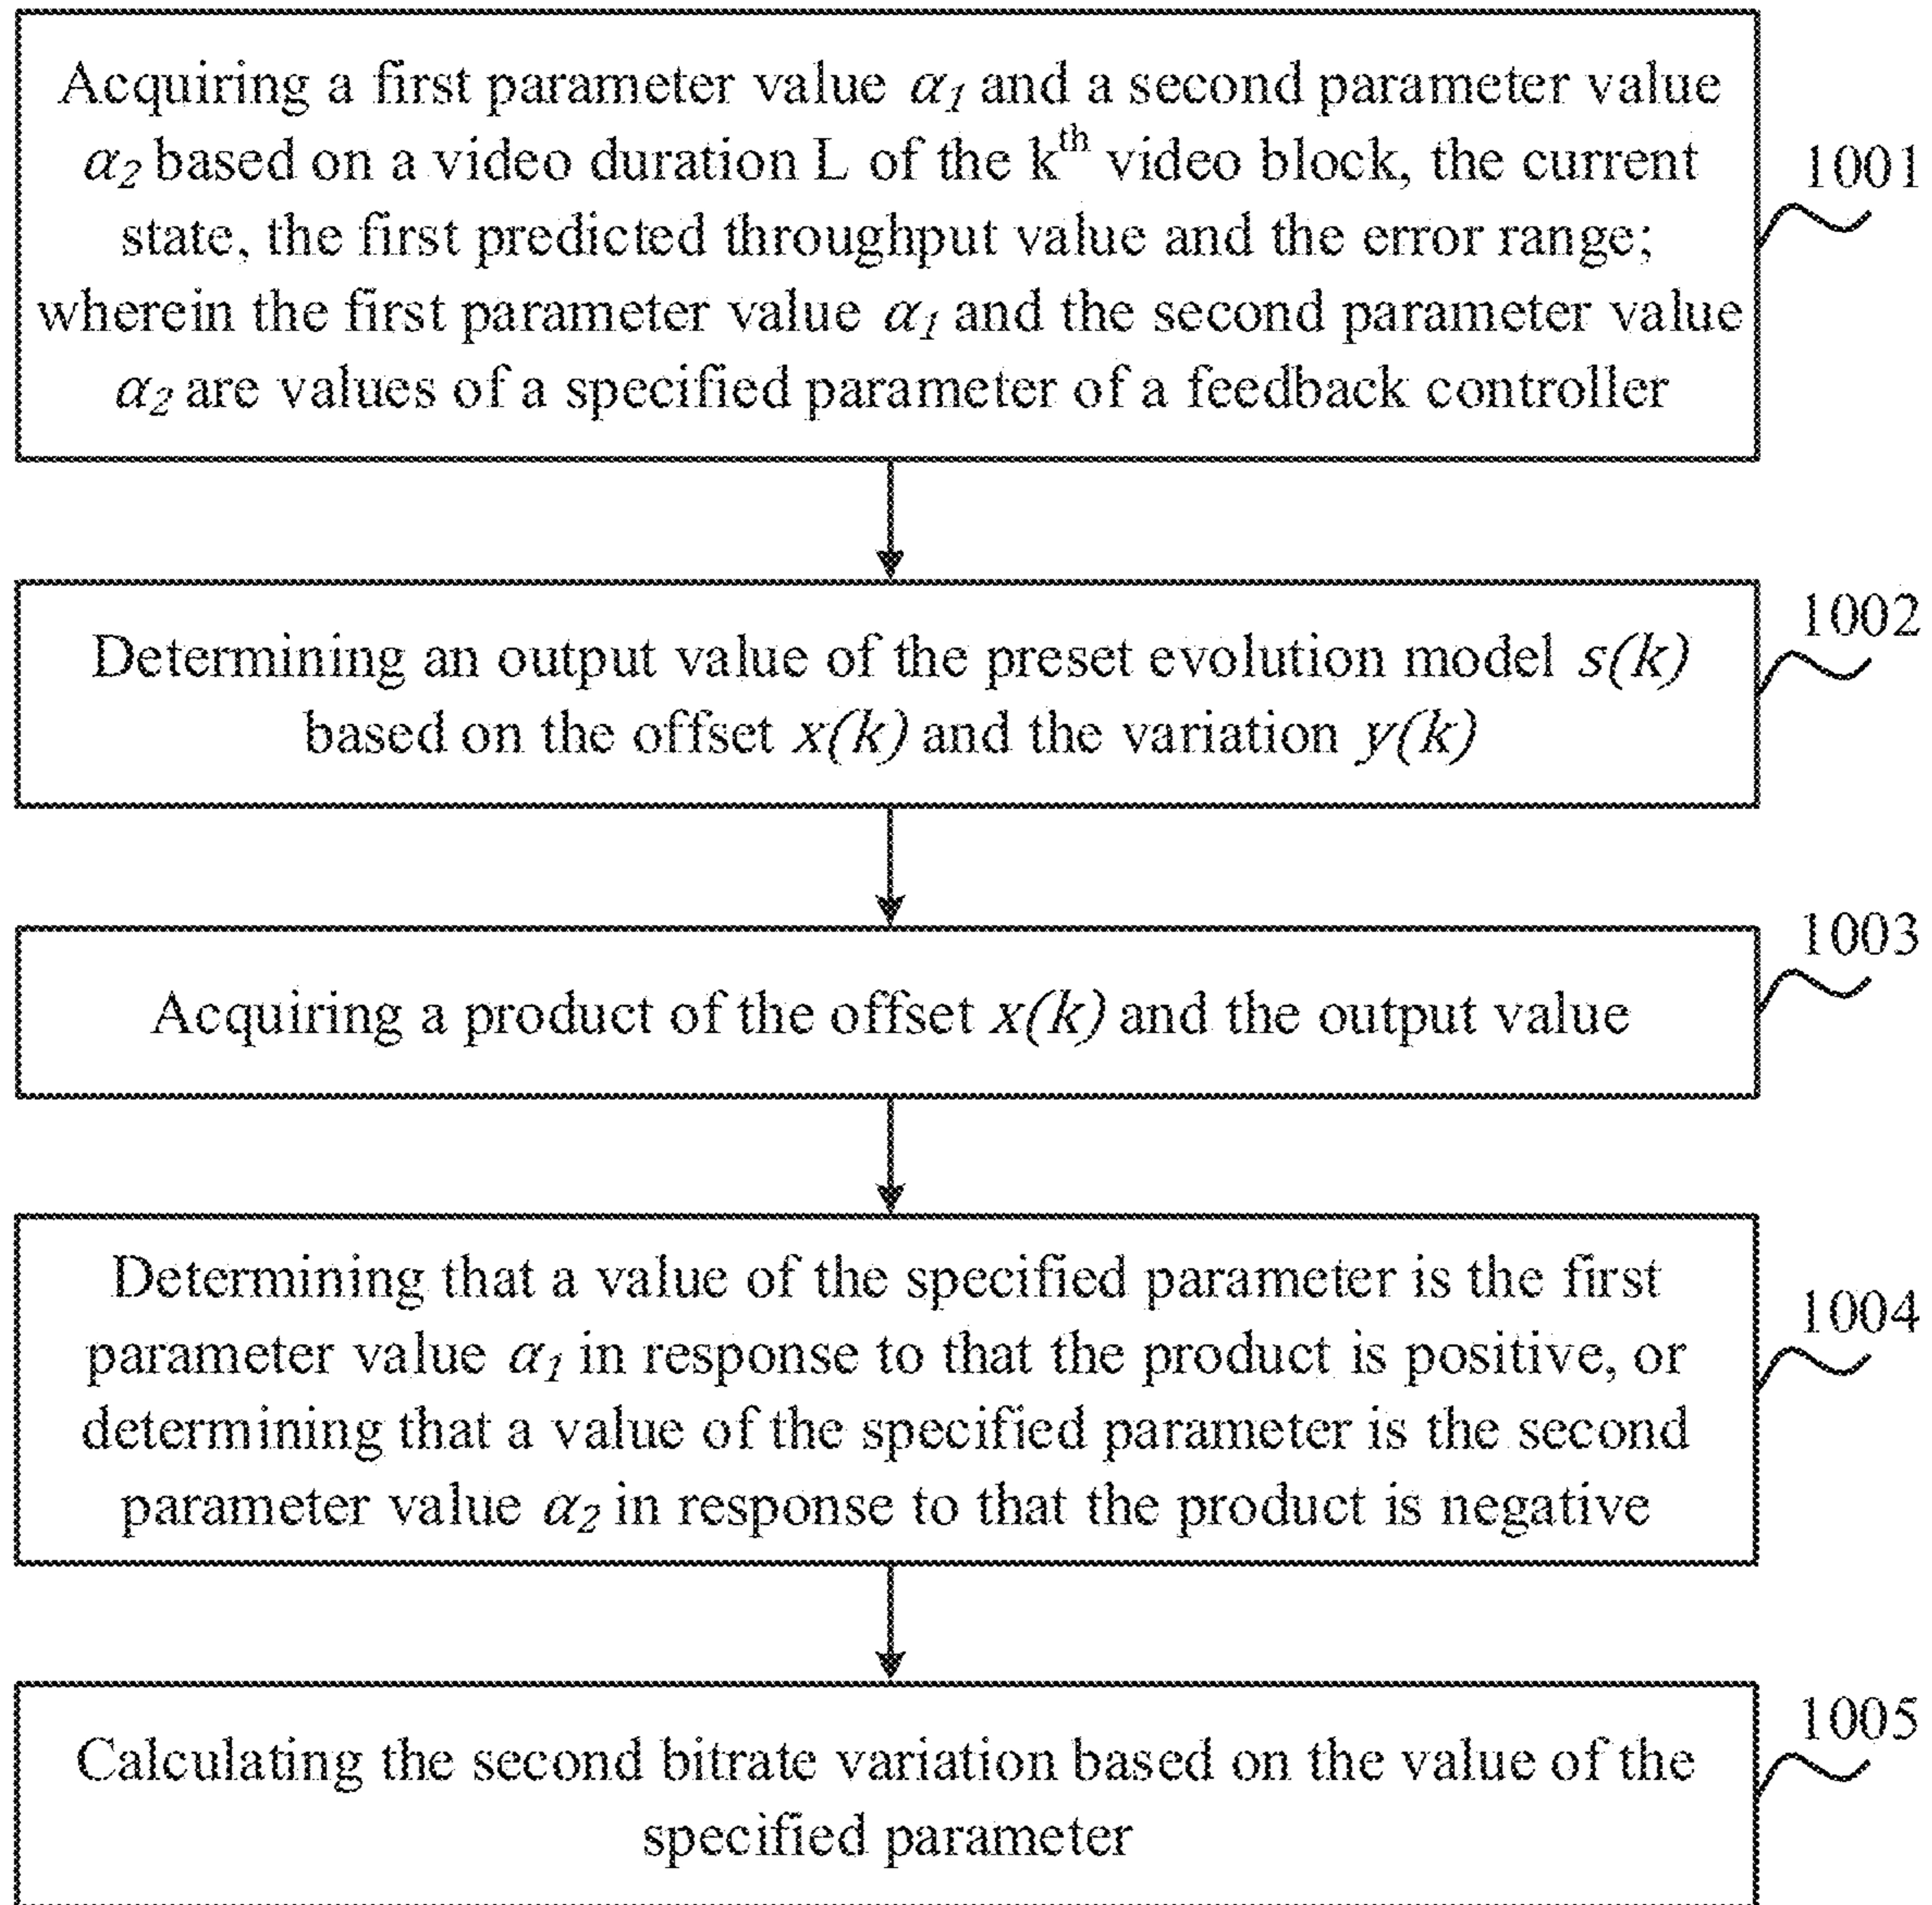 Acquiring a first parameter value α₁ and a second parameter value
α₂ based on a video duration L of the kᵗʰ video block, the current
state, the first predicted throughput value and the error range;
wherein the first parameter value α₁ and the second parameter value
α₂ are values of a specified parameter of a feedback controller
1001
Determining an output value of the preset evolution model s(k)
based on the offset x(k) and the variation y(k)
1002
Acquiring a product of the offset x(k) and the output value
1003
Determining that a value of the specified parameter is the first
parameter value α₁ in response to that the product is positive, or
determining that a value of the specified parameter is the second
parameter value α₂ in response to that the product is negative
1004
Calculating the second bitrate variation based on the value of the
specified parameter
1005